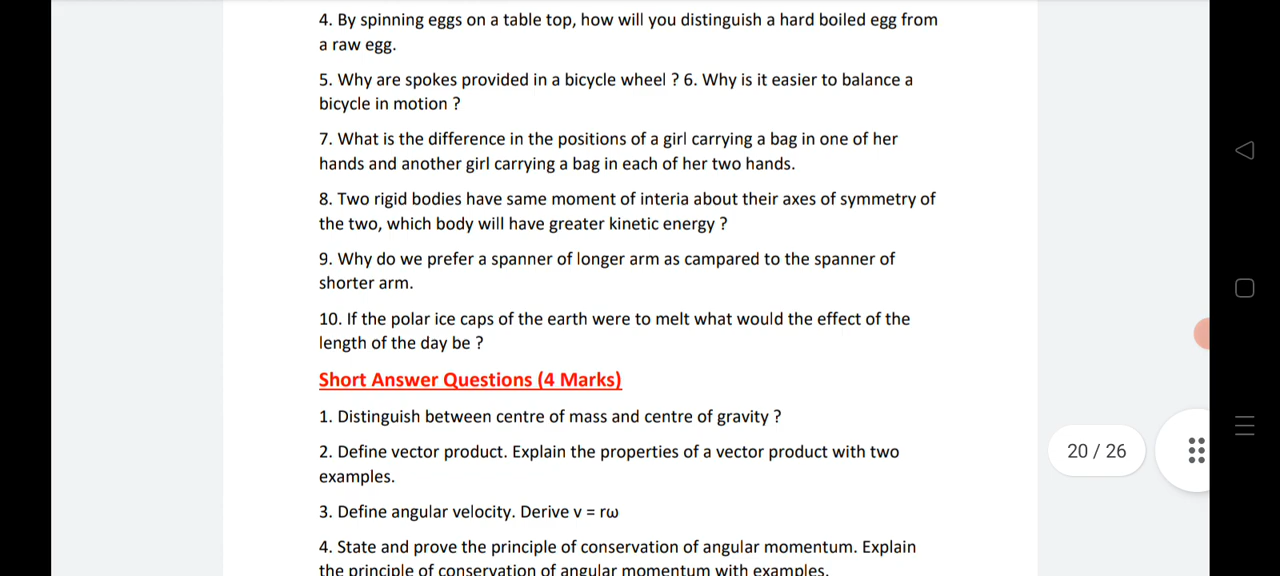 4. By spinning eggs on a table top, how will you distinguish a hard boiled egg from
a raw egg.
5. Why are spokes provided in a bicycle wheel ? 6. Why is it easier to balance a
bicycle in motion ?
7. What is the difference in the positions of a girl carrying a bag in one of her
hands and another girl carrying a bag in each of her two hands.
8. Two rigid bodies have same moment of interia about their axes of symmetry of
the two, which body will have greater kinetic energy ?
9. Why do we prefer a spanner of longer arm as campared to the spanner of
shorter arm.
10. If the polar ice caps of the earth were to melt what would the effect of the
length of the day be ?
Short Answer Questions (4 Marks)
1. Distinguish between centre of mass and centre of gravity ?
2. Define vector product. Explain the properties of a vector product with two
examples.
3. Define angular velocity. Derive v = rω
4. State and prove the principle of conservation of angular momentum. Explain
the principle of conservation of angular momentum with examples.
20 / 26